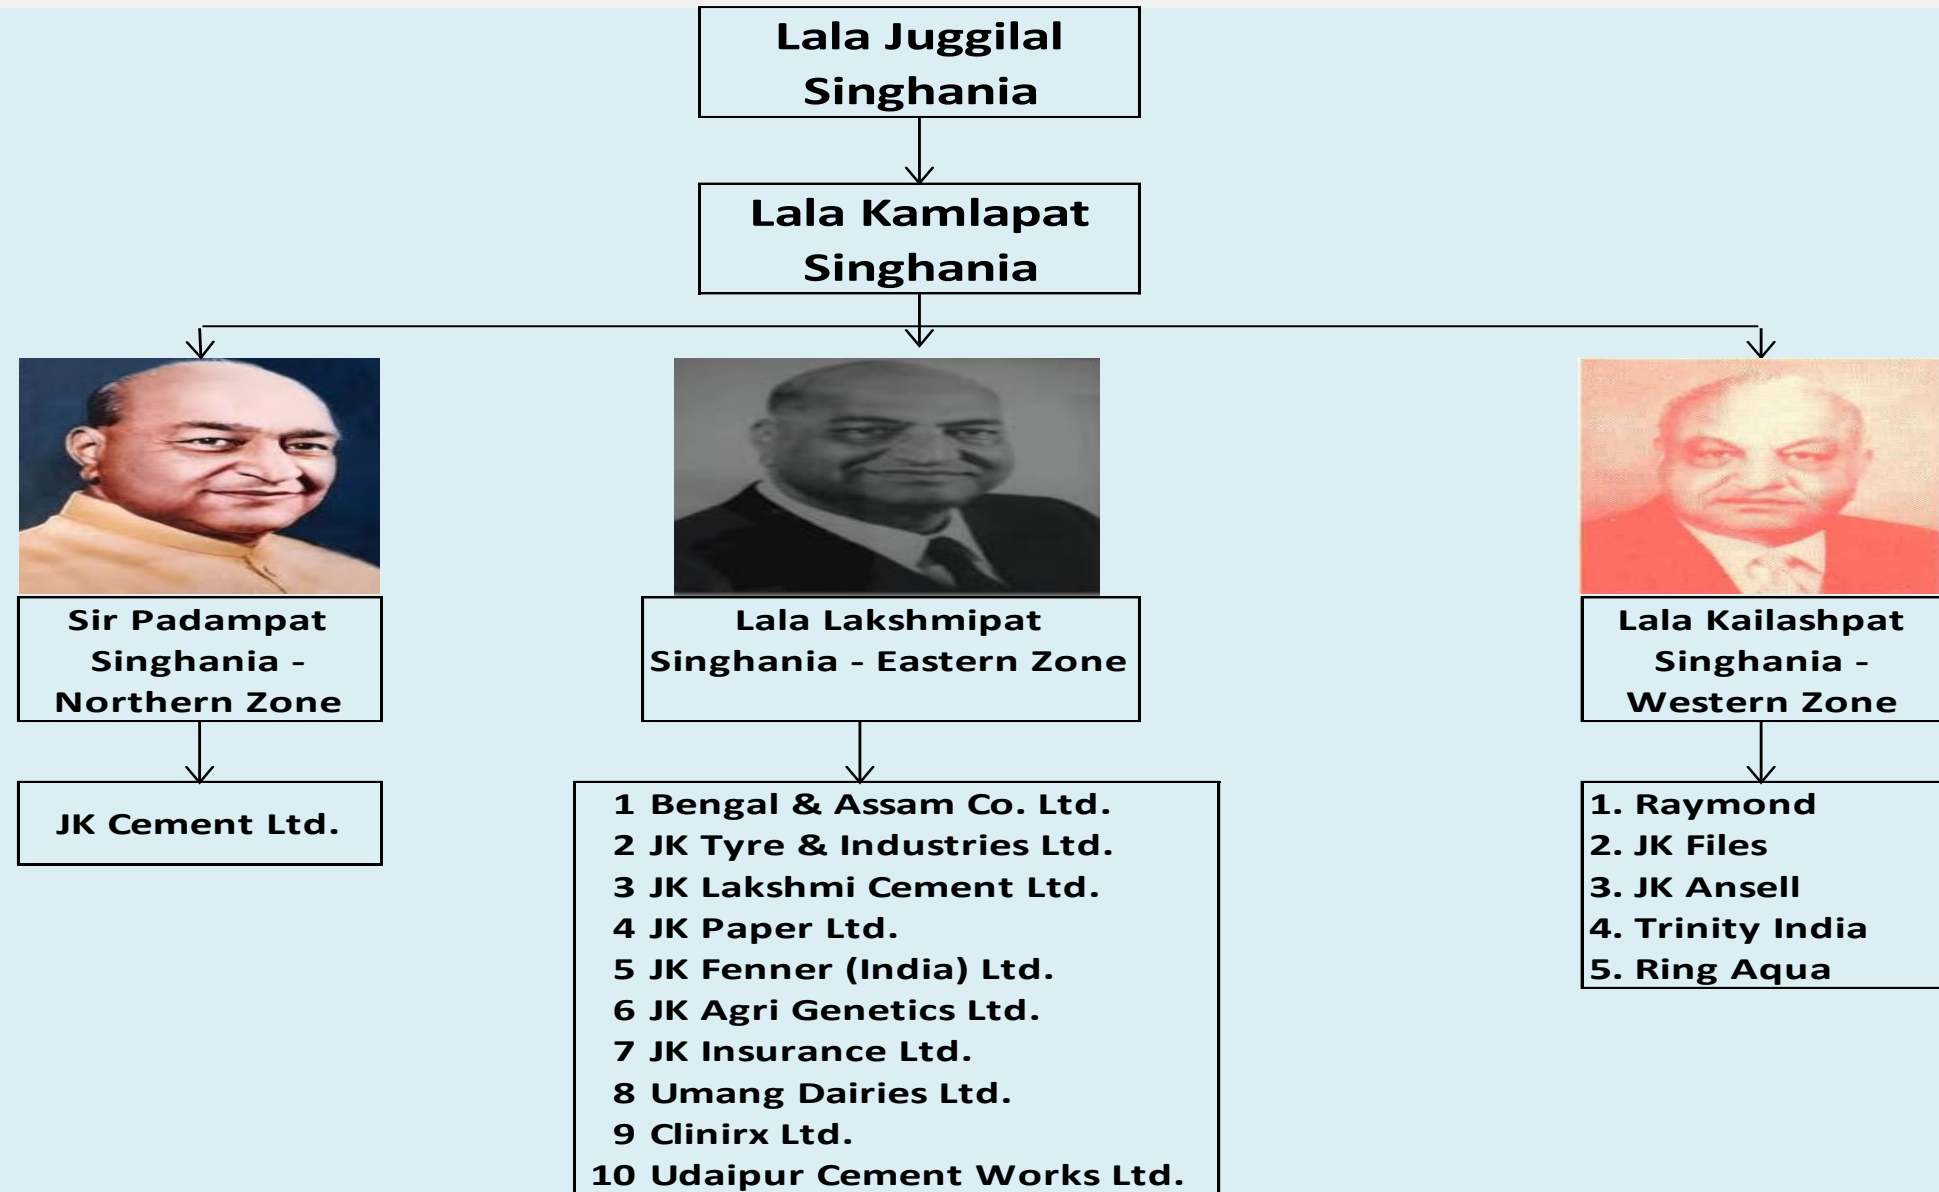 Lala Juggilal
Singhania
Lala Kamlapat
Singhania
Sir Padampat
Singhania -
Northern Zone
Lala Lakshmipat
Singhania - Eastern Zone
Lala Kailashpat
Singhania -
Western Zone
JK Cement Ltd.
1 Bengal & Assam Co. Ltd.
2 JK Tyre & Industries Ltd.
3 JK Lakshmi Cement Ltd.
4 JK Paper Ltd.
5 JK Fenner (India) Ltd.
6 JK Agri Genetics Ltd.
7 JK Insurance Ltd.
8 Umang Dairies Ltd.
9 Clinirx Ltd.
10 Udaipur Cement Works Ltd.
1. Raymond
2. JK Files
3. JK Ansell
4. Trinity India
5. Ring Aqua